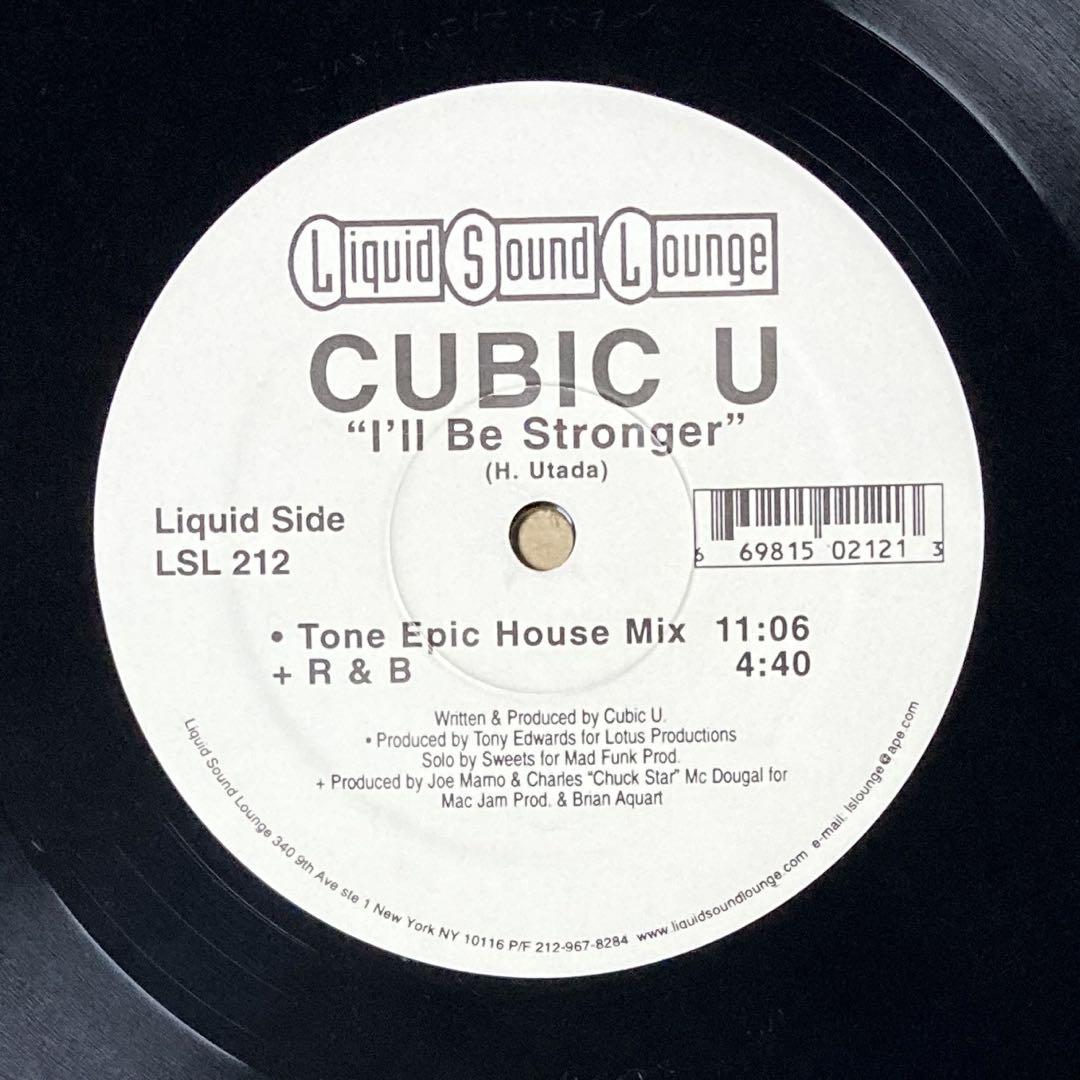 Liquid Sound Lounge
CUBIC U
“I'll Be Stronger”
(H. Utada)
Liquid Side
LSL 212
6 69815 02121 3
• Tone Epic House Mix 11:06
+ R & B 4:40
Written & Produced by Cubic U.
• Produced by Tony Edwards for Lotus Productions
Solo by Sweets for Mad Funk Prod.
+ Produced by Joe Mamo & Charles “Chuck Star” Mc Dougal for
Mac Jam Prod. & Brian Aquart
Liquid Sound Lounge 340 9th Ave ste 1 New York NY 10116 P/F 212-967-8284 www.liquidsoundlounge.com e-mail: lslounge@ape.com